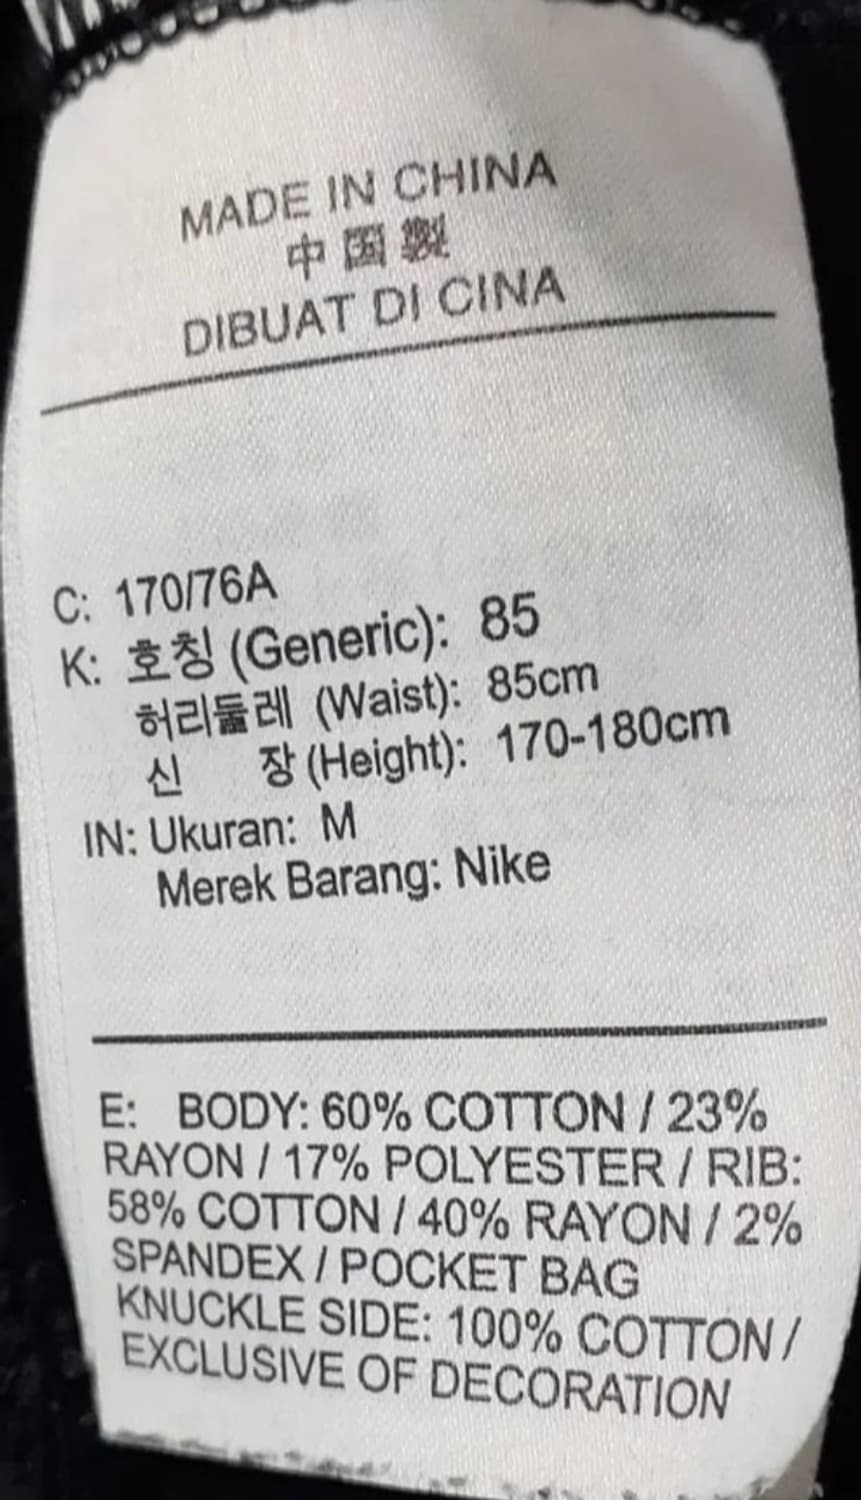 MADE IN CHINA
中国製
DIBUAT DI CINA
C: 170/76A
K: 호칭 (Generic): 85
허리둘레 (Waist): 85cm
신 장 (Height): 170-180cm
IN: Ukuran: M
Merek Barang: Nike
E: BODY: 60% COTTON / 23%
RAYON / 17% POLYESTER / RIB:
58% COTTON / 40% RAYON / 2%
SPANDEX / POCKET BAG
KNUCKLE SIDE: 100% COTTON /
EXCLUSIVE OF DECORATION